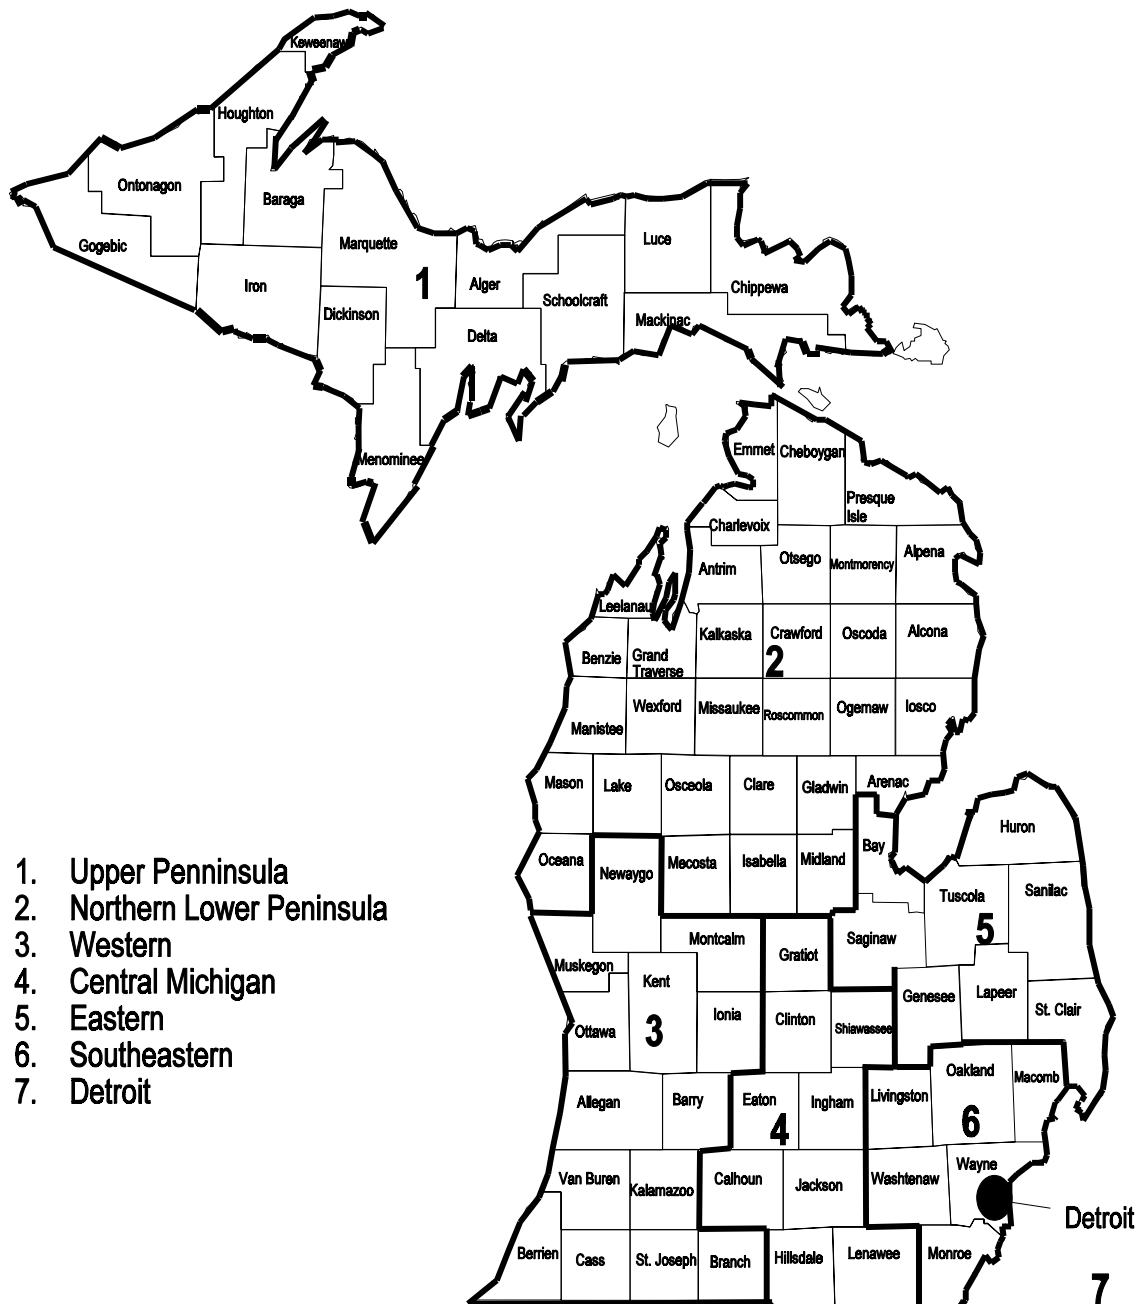 Keweenaw
Houghton
Ontonagon
Baraga
Gogebic
Marquette
Luce
Iron
1
Alger
Chippewa
Schoolcraft
Dickinson
Mackinac
Delta
Menominee
Emmet
Cheboygan
Presque
Isle
Charlevoix
Otsego
Montmorency
Alpena
Antrim
Leelanau
Kalkaska
Crawford
Oscoda
Alcona
Benzie
Grand
Traverse
2
Wexford
Missaukee
Roscommon
Ogemaw
Iosco
Manistee
Mason
Lake
Osceola
Clare
Gladwin
Arenac
Huron
Oceana
Newaygo
Mecosta
Isabella
Midland
Bay
Tuscola
Sanilac
5
Montcalm
Gratiot
Saginaw
Muskegon
Kent
Genesee
Lapeer
St. Clair
Ottawa
3
Ionia
Clinton
Shiawassee
Oakland
Macomb
Allegan
Barry
Eaton
Ingham
Livingston
4
6
Van Buren
Kalamazoo
Calhoun
Jackson
Washtenaw
Wayne
Detroit
Berrien
Cass
St. Joseph
Branch
Hillsdale
Lenawee
Monroe
7
1. Upper Penninsula
2. Northern Lower Peninsula
3. Western
4. Central Michigan
5. Eastern
6. Southeastern
7. Detroit